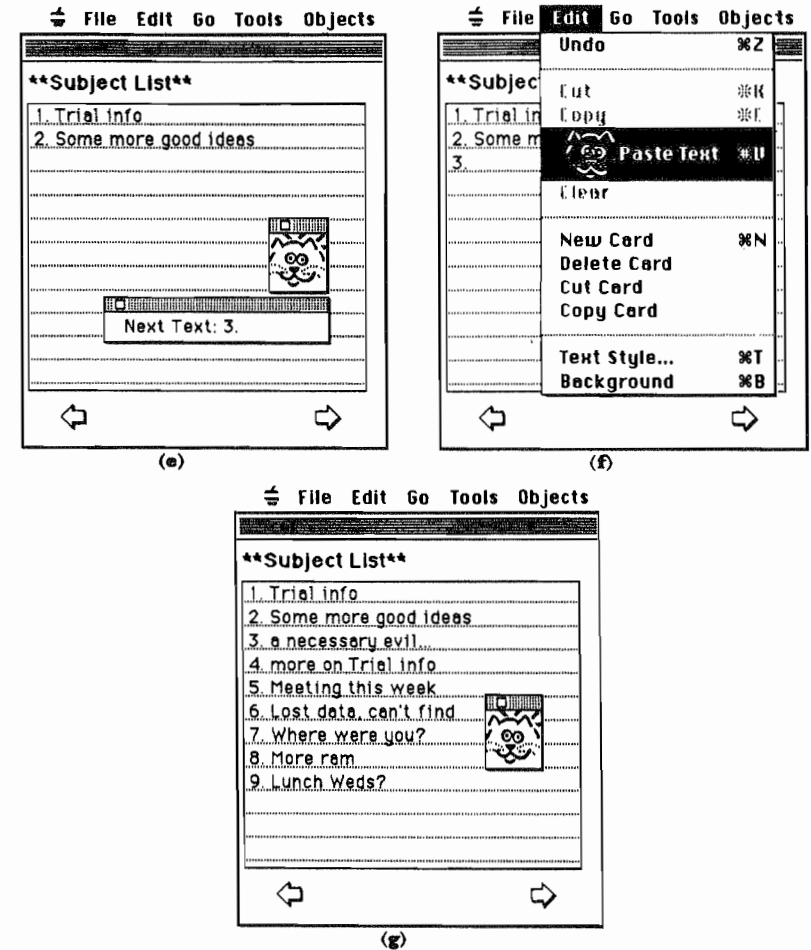 File Edit Go Tools Objects
**Subject List**
1. Trial info
2. Some more good ideas
Next Text: 3.
(e)
File Edit Go Tools Objects
**Subjec
1. Trial in
2. Some m
3.
Undo ⌘Z
Cut ⌘X
Copy ⌘C
Paste Text ⌘V
Clear
New Card ⌘N
Delete Card
Cut Card
Copy Card
Text Style... ⌘T
Background ⌘B
(f)
File Edit Go Tools Objects
**Subject List**
1. Trial info
2. Some more good ideas
3. a necessary evil...
4. more on Trial info
5. Meeting this week
6. Lost data, can't find
7. Where were you?
8. More ram
9. Lunch Weds?
(g)